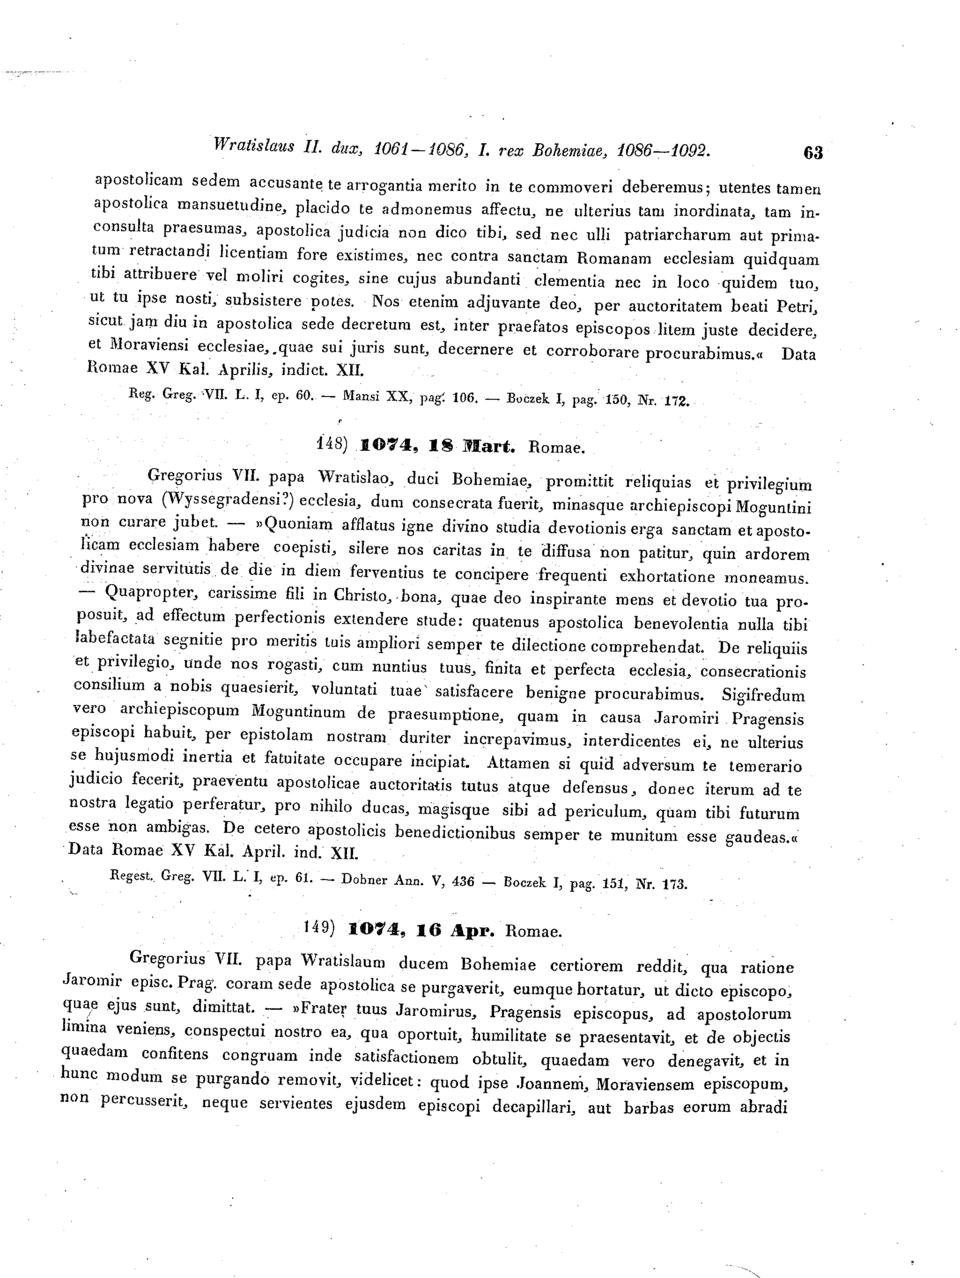 Wratislaus II. dux, 1061—1086, I. rex Bohemiae, 1086—1092. 63
apostolicam sedem accusante te arrogantia merito in te commoveri deberemus; utentes tamen
apostolica mansuetudine, placido te admonemus affectu, ne ulterius tam inordinata, tam in-
consulta praesumas, apostolica judicia non dico tibi, sed nec ulli patriarcharum aut prima-
tum retractandi licentiam fore existimes, nec contra sanctam Romanam ecclesiam quidquam
tibi attribuere vel moliri cogites, sine cujus abundanti clementia nec in loco quidem tuo,
ut tu ipse nosti, subsistere potes. Nos etenim adjuvante deo, per auctoritatem beati Petri,
sicut jam diu in apostolica sede decretum est, inter praefatos episcopos litem juste decidere,
et Moraviensi ecclesiae, quae sui juris sunt, decernere et corroborare procurabimus.« Data
Romae XV Kal. Aprilis, indict. XII.
Reg. Greg. VII. L. I, ep. 60. — Mansi XX, pag. 106. — Boczek I, pag. 150, Nr. 172.
148) 1074, 18 Mart. Romae.
Gregorius VII. papa Wratislao, duci Bohemiae, promittit reliquias et privilegium
pro nova (Wyssegradensi?) ecclesia, dum consecrata fuerit, minasque archiepiscopi Moguntini
non curare jubet. — »Quoniam afflatus igne divino studia devotionis erga sanctam et aposto-
licam ecclesiam habere coepisti, silere nos caritas in te diffusa non patitur, quin ardorem
divinae servitutis de die in diem ferventius te concipere frequenti exhortatione moneamus.
— Quapropter, carissime fili in Christo, bona, quae deo inspirante mens et devotio tua pro-
posuit, ad effectum perfectionis extendere stude: quatenus apostolica benevolentia nulla tibi
labefactata segnitie pro meritis tuis ampliori semper te dilectione comprehendat. De reliquiis
et privilegio, unde nos rogasti, cum nuntius tuus, finita et perfecta ecclesia, consecrationis
consilium a nobis quaesierit, voluntati tuae satisfacere benigne procurabimus. Sigifredum
vero archiepiscopum Moguntinum de praesumptione, quam in causa Jaromiri Pragensis
episcopi habuit, per epistolam nostram duriter increpavimus, interdicentes ei, ne ulterius
se hujusmodi inertia et fatuitate occupare incipiat. Attamen si quid adversum te temerario
judicio fecerit, praeventu apostolicae auctoritatis tutus atque defensus, donec iterum ad te
nostra legatio perferatur, pro nihilo ducas, magisque sibi ad periculum, quam tibi futurum
esse non ambigas. De cetero apostolicis benedictionibus semper te munitum esse gaudeas.«
Data Romae XV Kal. April. ind. XII.
Regest. Greg. VII. L. I, ep. 61. — Dobner Ann. V, 436 — Boczek I, pag. 151, Nr. 173.
149) 1074, 16 Apr. Romae.
Gregorius VII. papa Wratislaum ducem Bohemiae certiorem reddit, qua ratione
Jaromir episc. Prag. coram sede apostolica se purgaverit, eumque hortatur, ut dicto episcopo,
quae ejus sunt, dimittat. — »Frater tuus Jaromirus, Pragensis episcopus, ad apostolorum
limina veniens, conspectui nostro ea, qua oportuit, humilitate se praesentavit, et de objectis
quaedam confitens congruam inde satisfactionem obtulit, quaedam vero denegavit, et in
hunc modum se purgando removit, videlicet: quod ipse Joannem, Moraviensem episcopum,
non percusserit, neque servientes ejusdem episcopi decapillari, aut barbas eorum abradi